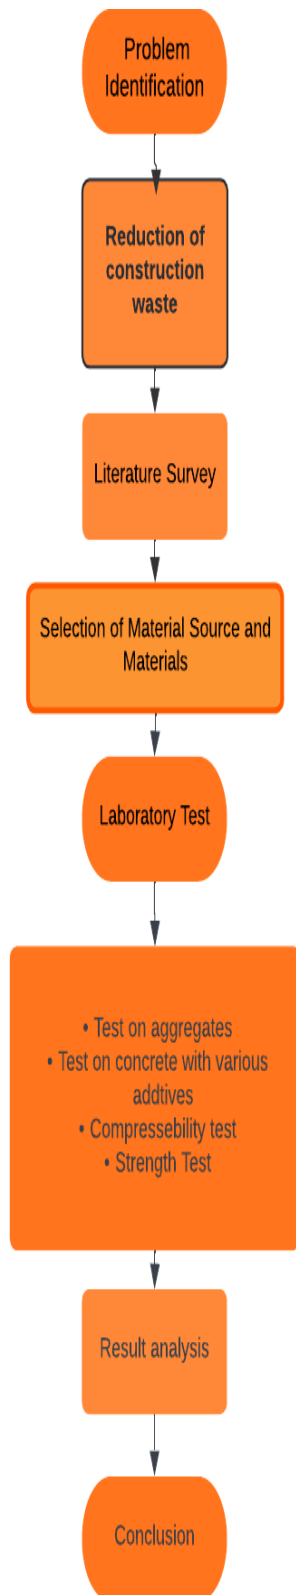 Problem
Identification
Reduction of
construction
waste
Literature Survey
Selection of Material Source and
Materials
Laboratory Test
• Test on aggregates
• Test on concrete with various
addtives
• Compressebility test
• Strength Test
Result analysis
Conclusion